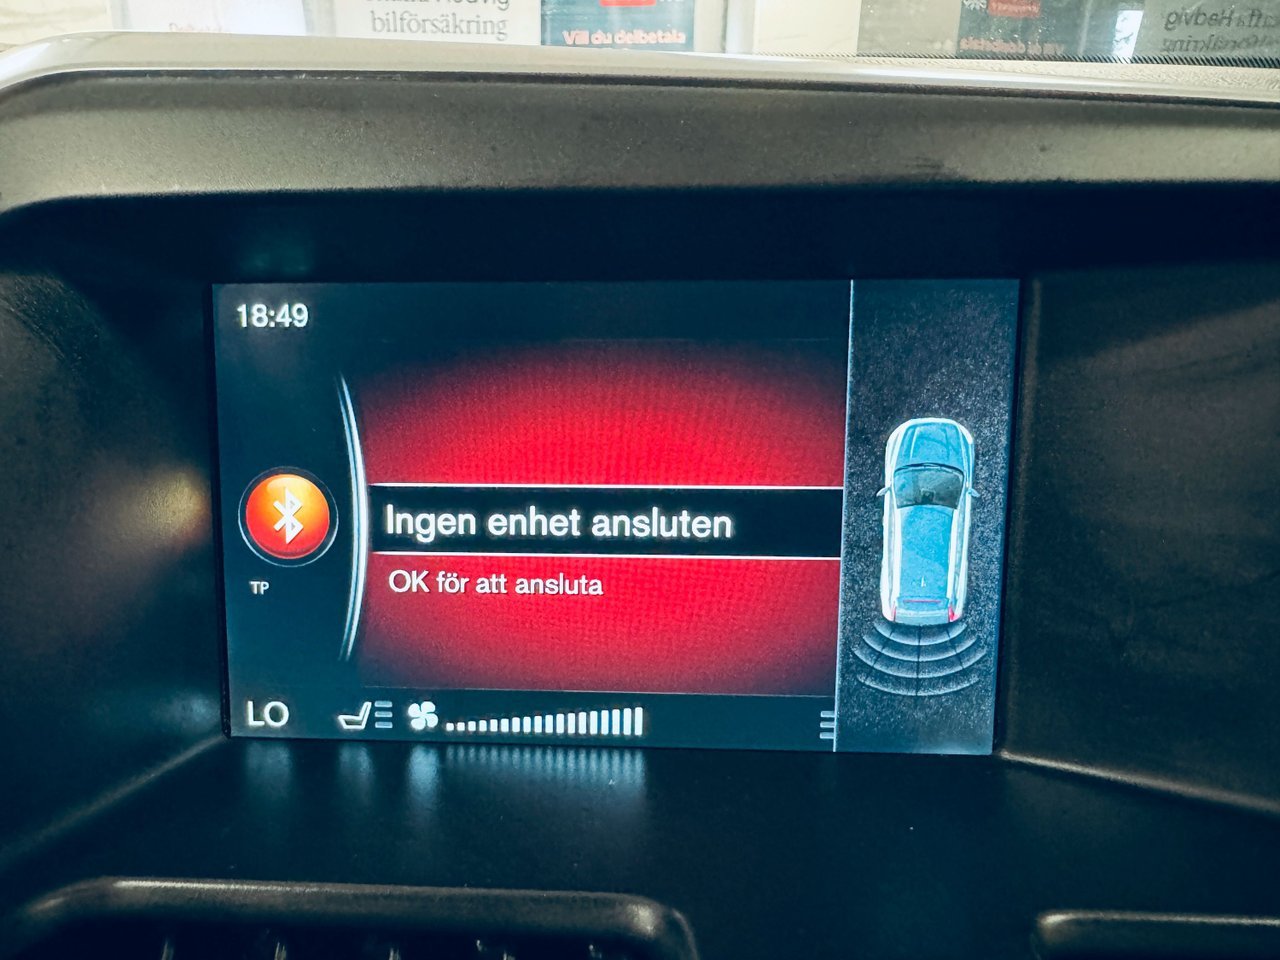 bilförsäkring
Vill du delbetala
18:49
Ingen enhet ansluten
OK för att ansluta
TP
LO